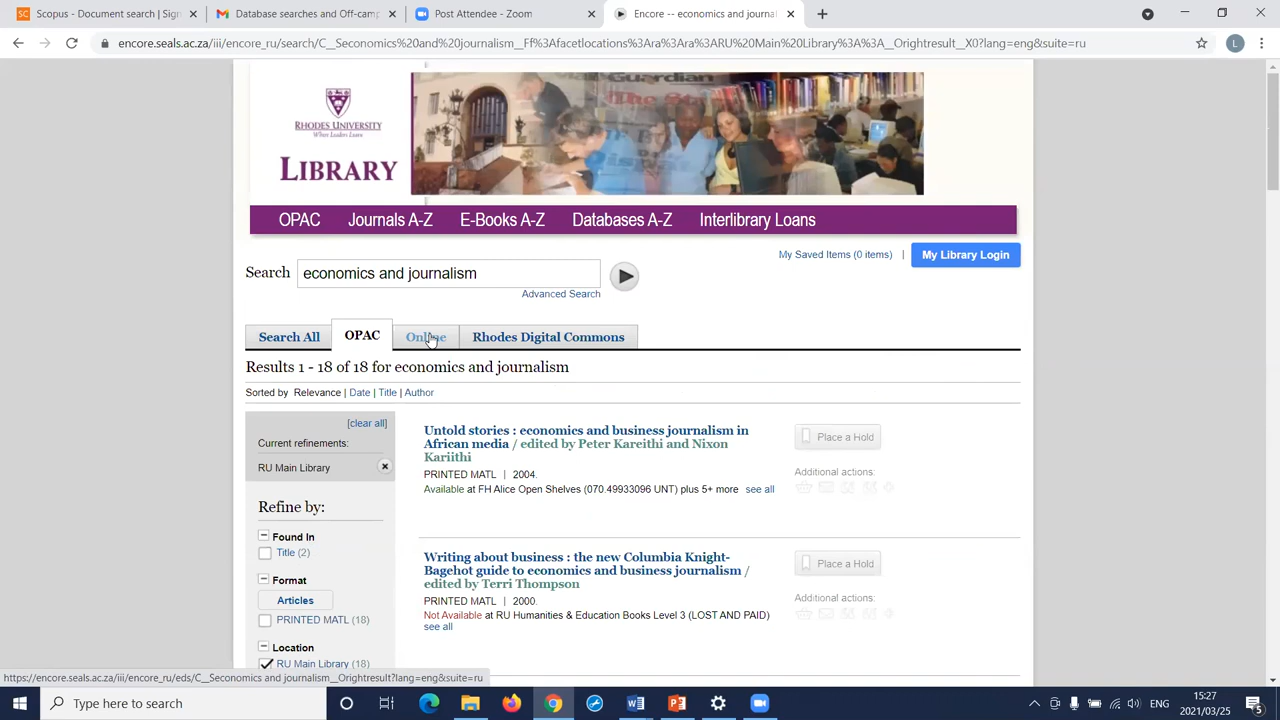 Scopus - Document search | Sign
Database searches and Off-camp
Post Attendee - Zoom
Encore -- economics and journal
encore.seals.ac.za/iii/encore_ru/search/C__Seconomics%20and%20journalism__Ff%3Afacetlocations%3Ara%3Ara%3ARU%20Main%20Library%3A%3A__Orightresult__X0?lang=eng&suite=ru
L
Guardian
The Star
RHODES UNIVERSITY
Where Leaders Learn
LIBRARY
OPAC Journals A-Z E-Books A-Z Databases A-Z Interlibrary Loans
My Saved Items (0 items) | My Library Login
Search economics and journalism
Advanced Search
Search All OPAC Online Rhodes Digital Commons
Results 1 - 18 of 18 for economics and journalism
Sorted by Relevance | Date | Title | Author
[clear all]
Current refinements:
RU Main Library
Refine by:
Found In
Title (2)
Format
Articles
PRINTED MATL (18)
Location
RU Main Library (18)
Untold stories : economics and business journalism in
African media / edited by Peter Kareithi and Nixon
Kariithi
PRINTED MATL | 2004.
Available at FH Alice Open Shelves (070.49933096 UNT) plus 5+ more see all
Place a Hold
Additional actions:
Writing about business : the new Columbia Knight-
Bagehot guide to economics and business journalism /
edited by Terri Thompson
PRINTED MATL | 2000.
Not Available at RU Humanities & Education Books Level 3 (LOST AND PAID)
see all
Place a Hold
Additional actions:
https://encore.seals.ac.za/iii/encore_ru/eds/C__Seconomics and journalism__Orightresult?lang=eng&suite=ru
Type here to search
ENG
15:27
2021/03/25
5